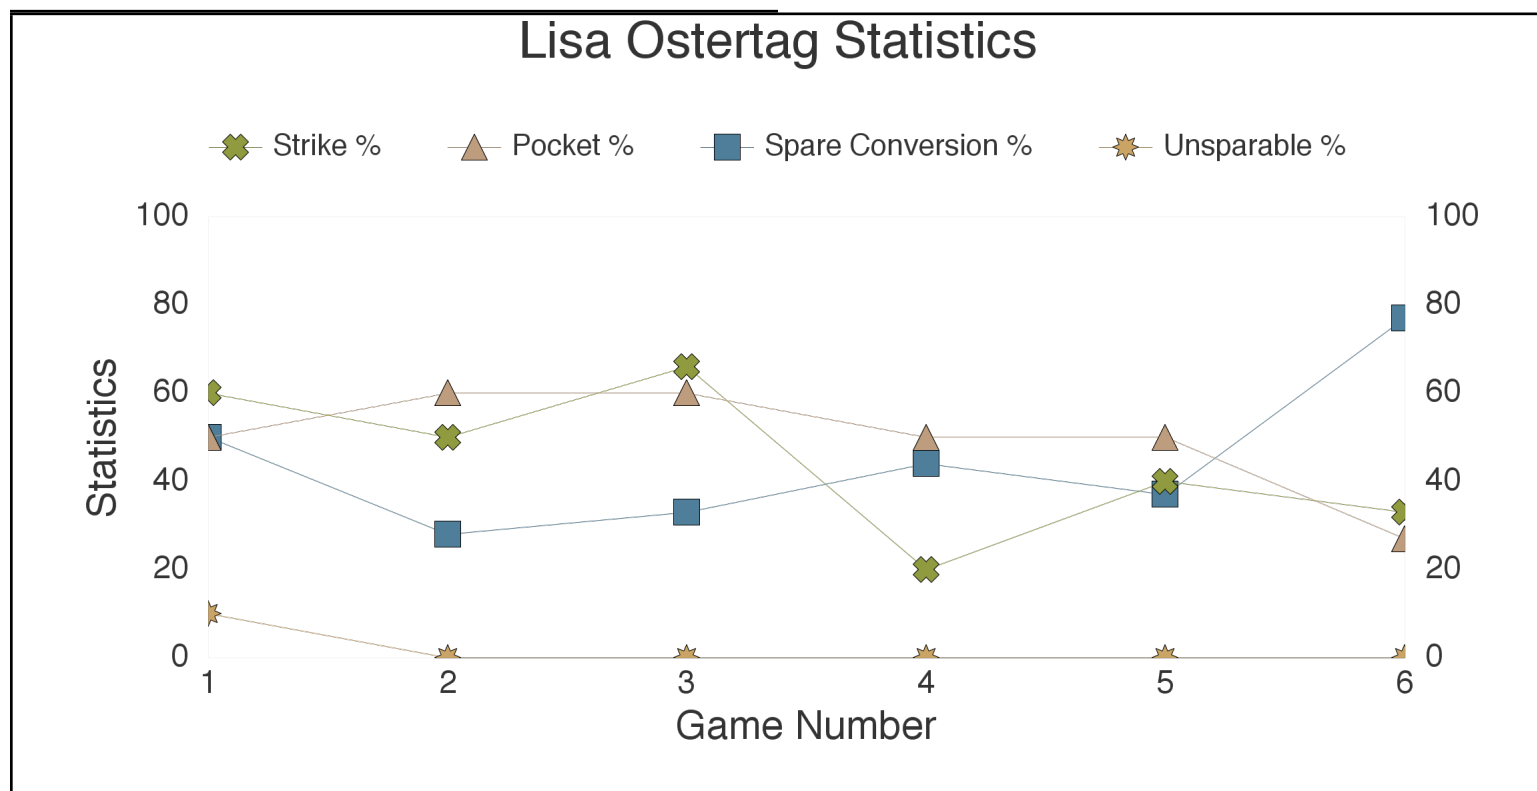 Lisa Ostertag Statistics
Strike % Pocket % Spare Conversion % Unsparable %
100 100
80 80
60 60
40 40
20 20
0 0
Statistics
1 2 3 4 5 6
Game Number